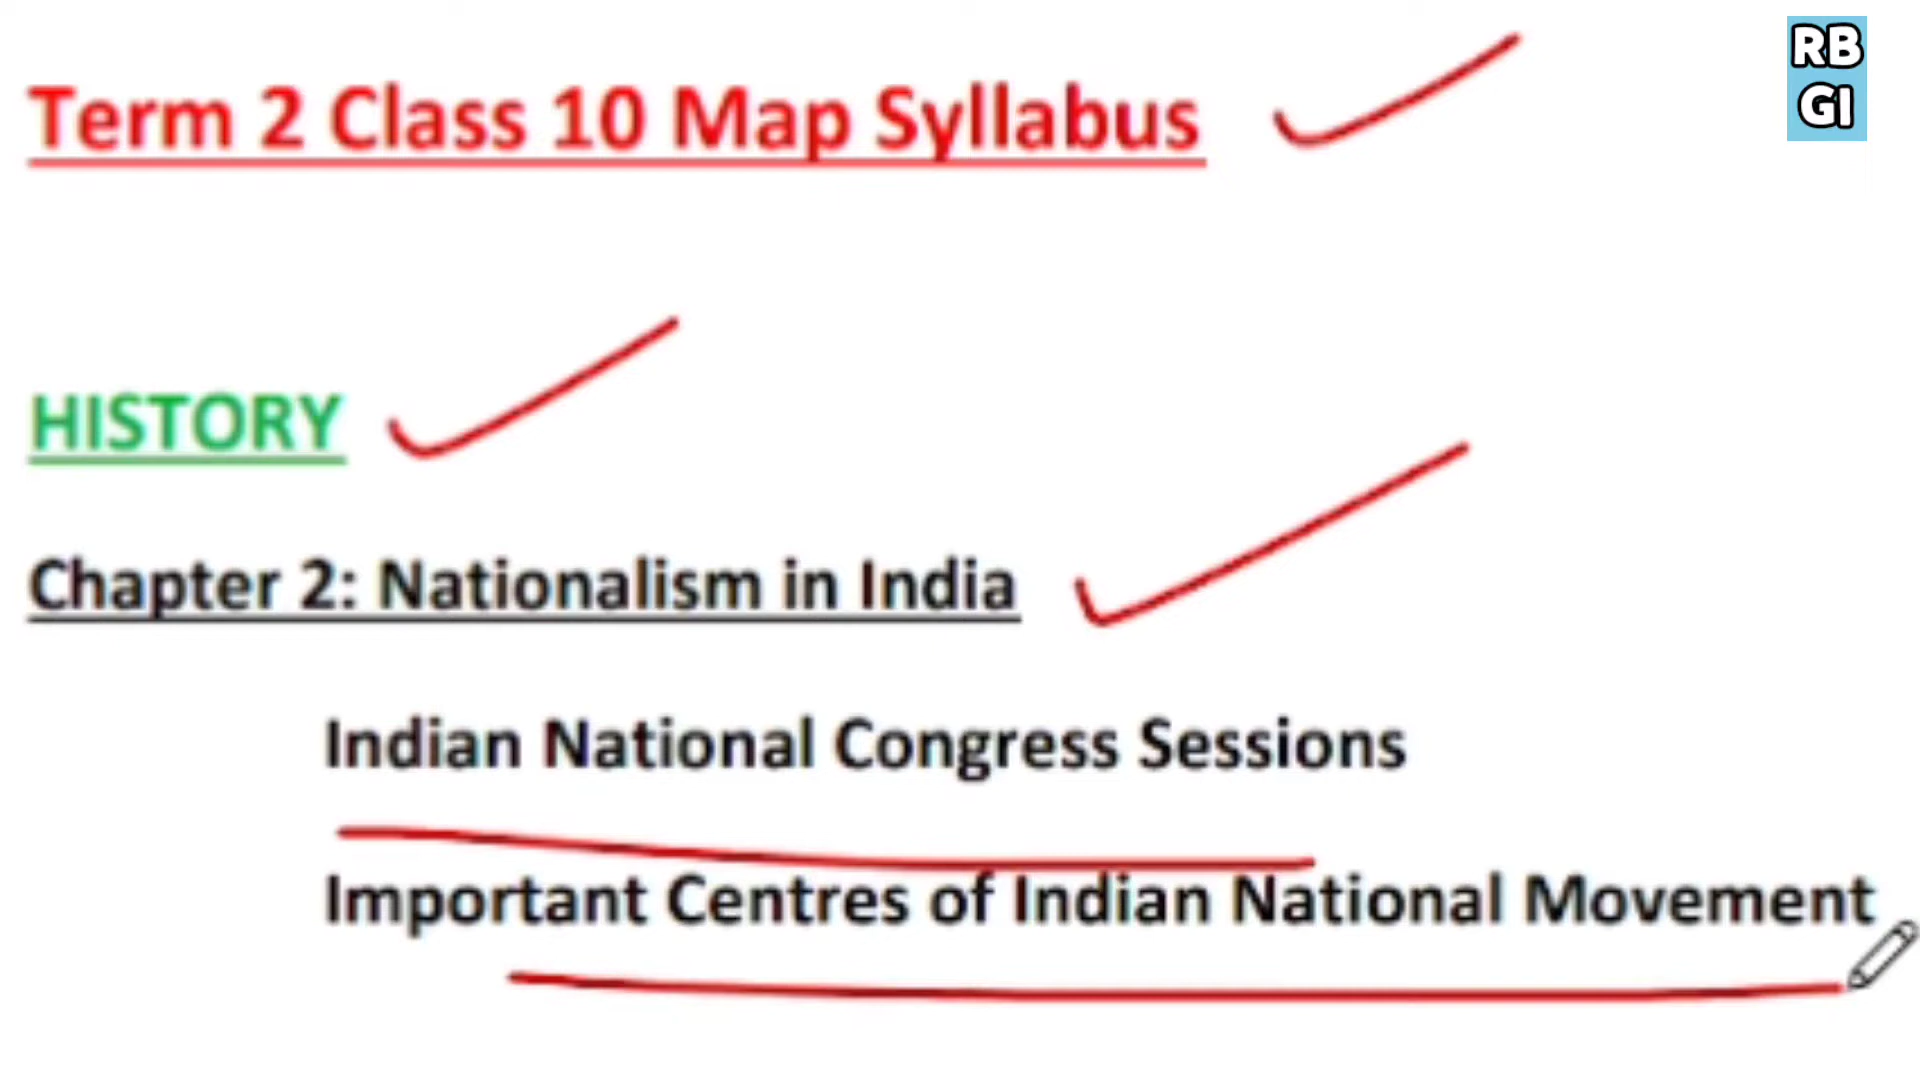 RB
GI
Term 2 Class 10 Map Syllabus
HISTORY
Chapter 2: Nationalism in India
Indian National Congress Sessions
Important Centres of Indian National Movement